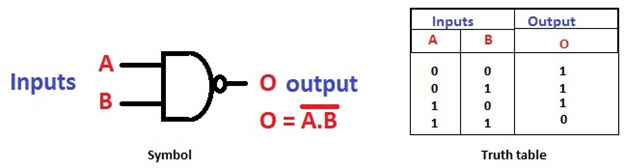 Inputs
A
B
O output
O = A.B
Symbol
Inputs Output
A B O
0 0 1
0 1 1
1 0 1
1 1 0
Truth table